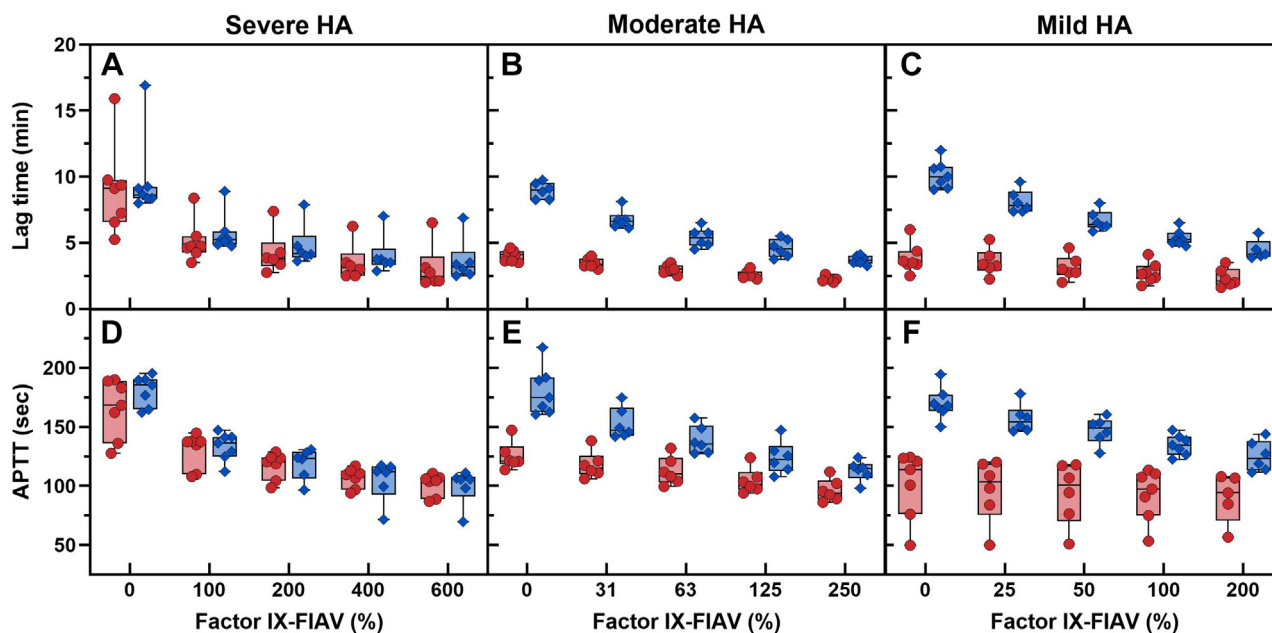 Severe HA Moderate HA Mild HA
A B C
Lag time (min)
20
15
10
5
0
D E F
APTT (sec)
200
150
100
50
0 100 200 400 600 0 31 63 125 250 0 25 50 100 200
Factor IX-FIAV (%) Factor IX-FIAV (%) Factor IX-FIAV (%)